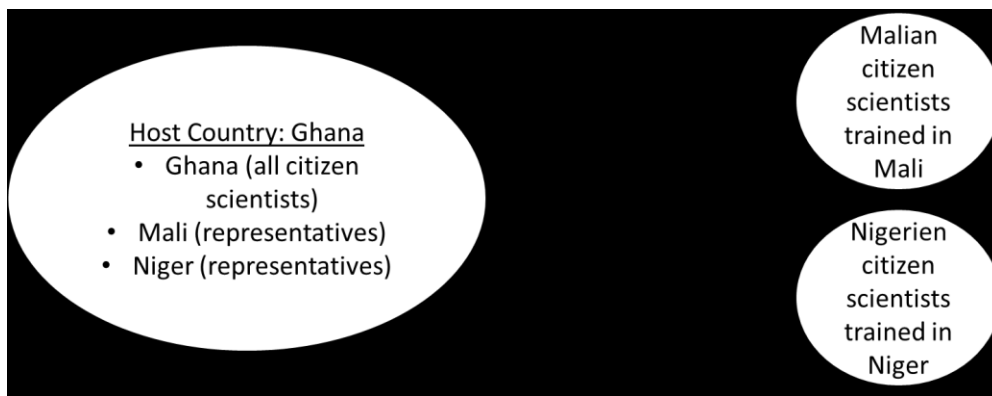 Host Country: Ghana
• Ghana (all citizen
scientists)
• Mali (representatives)
• Niger (representatives)
Malian
citizen
scientists
trained in
Mali
Nigerien
citizen
scientists
trained in
Niger